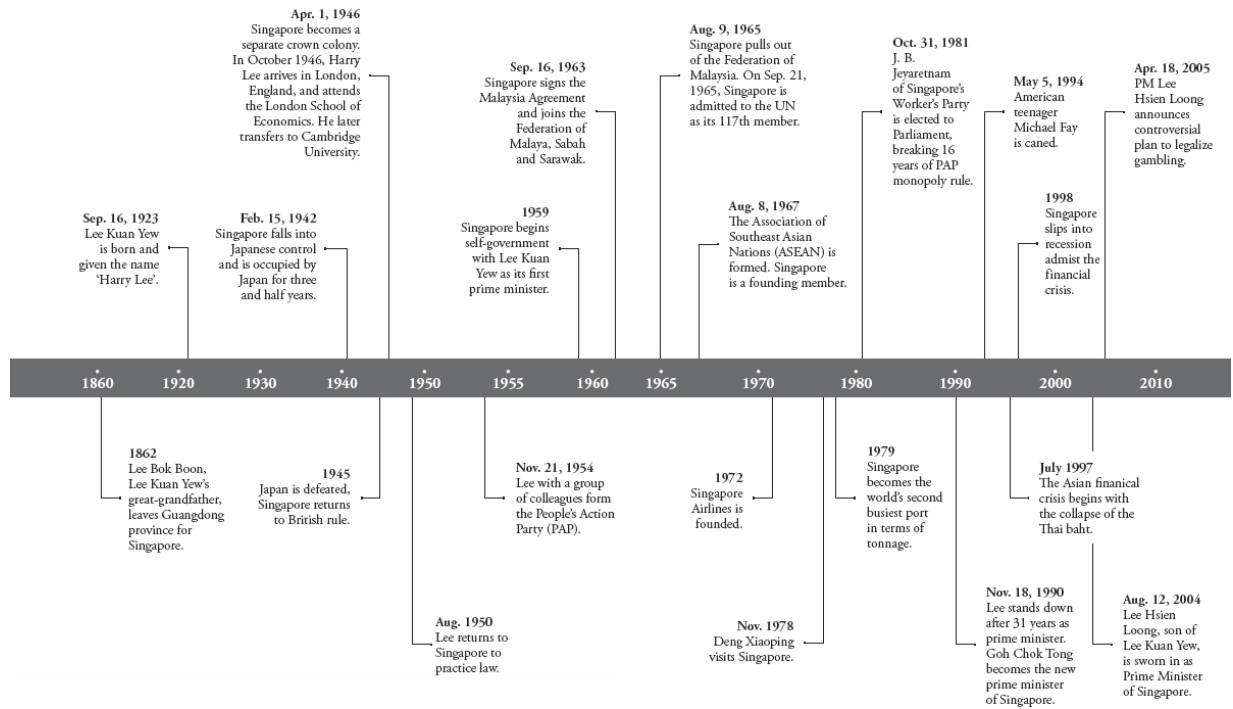 Apr. 1, 1946
Singapore becomes a
separate crown colony.
In October 1946, Harry
Lee arrives in London,
England, and attends
the London School of
Economics. He later
transfers to Cambridge
University.
Sep. 16, 1963
Singapore signs the
Malaysia Agreement
and joins the
Federation of
Malaya, Sabah
and Sarawak.
Aug. 9, 1965
Singapore pulls out
of the Federation of
Malaysia. On Sep. 21,
1965, Singapore is
admitted to the UN
as its 117th member.
Oct. 31, 1981
J. B.
Jeyaretnam
of Singapore's
Worker's Party
is elected to
Parliament,
breaking 16
years of PAP
monopoly rule.
May 5, 1994
American
teenager
Michael Fay
is caned.
Apr. 18, 2005
PM Lee
Hsien Loong
announces
controversial
plan to legalize
gambling.
Sep. 16, 1923
Lee Kuan Yew
is born and
given the name
'Harry Lee'.
Feb. 15, 1942
Singapore falls into
Japanese control
and is occupied by
Japan for three
and half years.
1959
Singapore begins
self-government
with Lee Kuan
Yew as its first
prime minister.
Aug. 8, 1967
The Association of
Southeast Asian
Nations (ASEAN) is
formed. Singapore
is a founding member.
1998
Singapore
slips into
recession
admist the
financial
crisis.
1860 1920 1930 1940 1950 1955 1960 1965 1970 1980 1990 2000 2010
1862
Lee Bok Boon,
Lee Kuan Yew's
great-grandfather,
leaves Guangdong
province for
Singapore.
1945
Japan is defeated,
Singapore returns
to British rule.
Nov. 21, 1954
Lee with a group
of colleagues form
the People's Action
Party (PAP).
1972
Singapore
Airlines is
founded.
1979
Singapore
becomes the
world's second
busiest port
in terms of
tonnage.
July 1997
The Asian finanical
crisis begins with
the collapse of the
Thai baht.
Aug. 1950
Lee returns to
Singapore to
practice law.
Nov. 1978
Deng Xiaoping
visits Singapore.
Nov. 18, 1990
Lee stands down
after 31 years as
prime minister.
Goh Chok Tong
becomes the new
prime minister
of Singapore.
Aug. 12, 2004
Lee Hsien
Loong, son of
Lee Kuan Yew,
is sworn in as
Prime Minister
of Singapore.